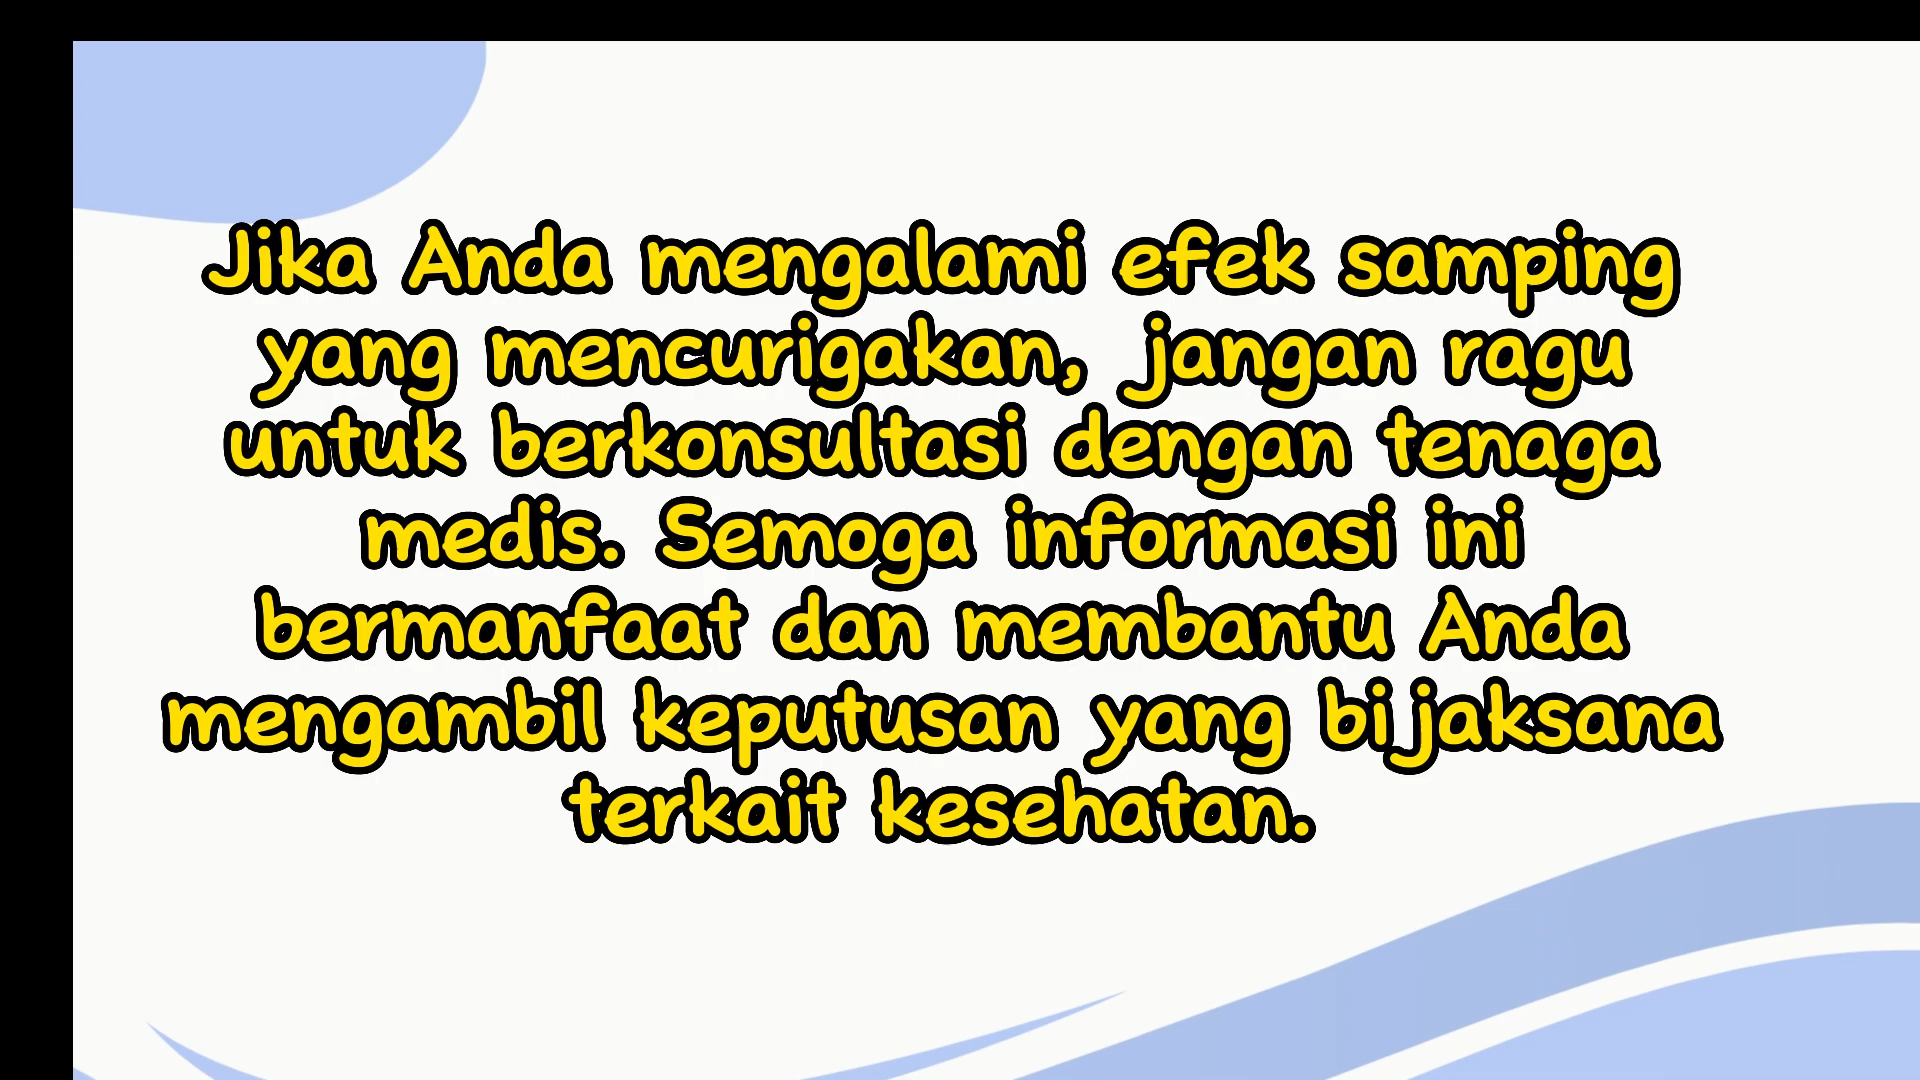 Jika Anda mengalami efek samping
yang mencurigakan, jangan ragu
untuk berkonsultasi dengan tenaga
medis. Semoga informasi ini
bermanfaat dan membantu Anda
mengambil keputusan yang bijaksana
terkait kesehatan.